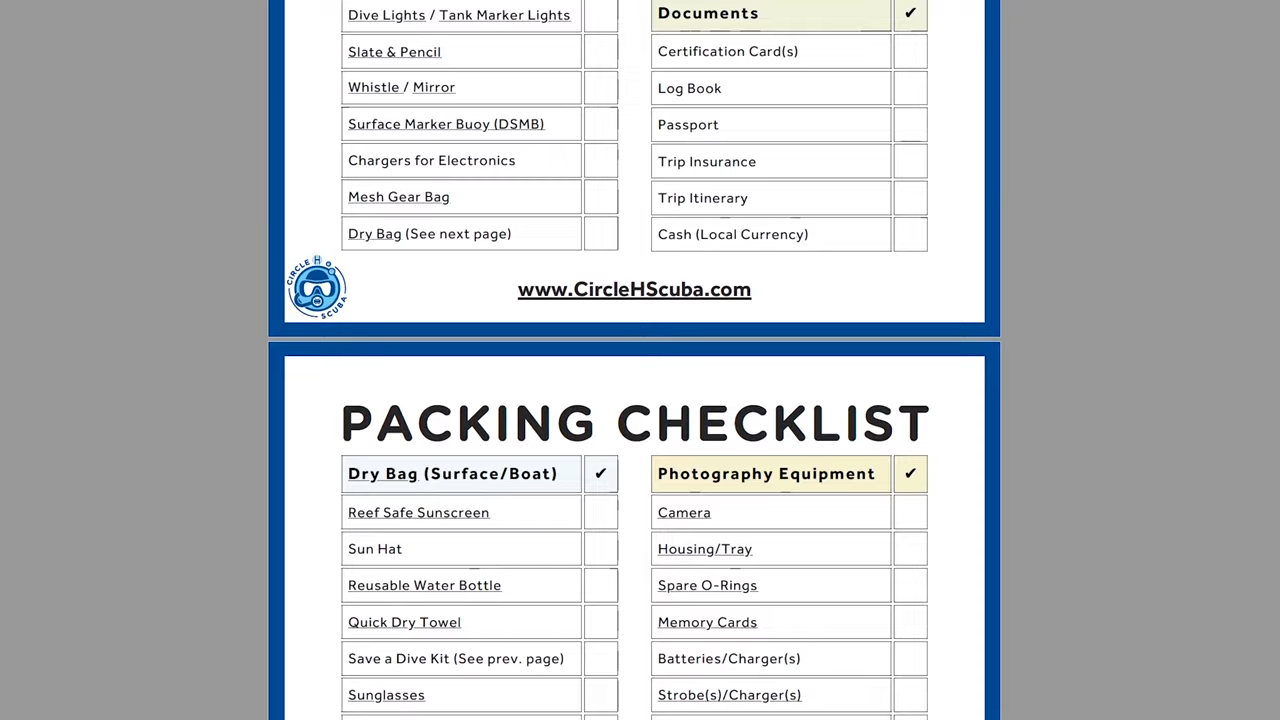 Dive Lights / Tank Marker Lights
Slate & Pencil
Whistle / Mirror
Surface Marker Buoy (DSMB)
Chargers for Electronics
Mesh Gear Bag
Dry Bag (See next page)
Documents ✔
Certification Card(s)
Log Book
Passport
Trip Insurance
Trip Itinerary
Cash (Local Currency)
CIRCLE H
SCUBA
www.CircleHScuba.com
PACKING CHECKLIST
Dry Bag (Surface/Boat) ✔
Reef Safe Sunscreen
Sun Hat
Reusable Water Bottle
Quick Dry Towel
Save a Dive Kit (See prev. page)
Sunglasses
Photography Equipment ✔
Camera
Housing/Tray
Spare O-Rings
Memory Cards
Batteries/Charger(s)
Strobe(s)/Charger(s)